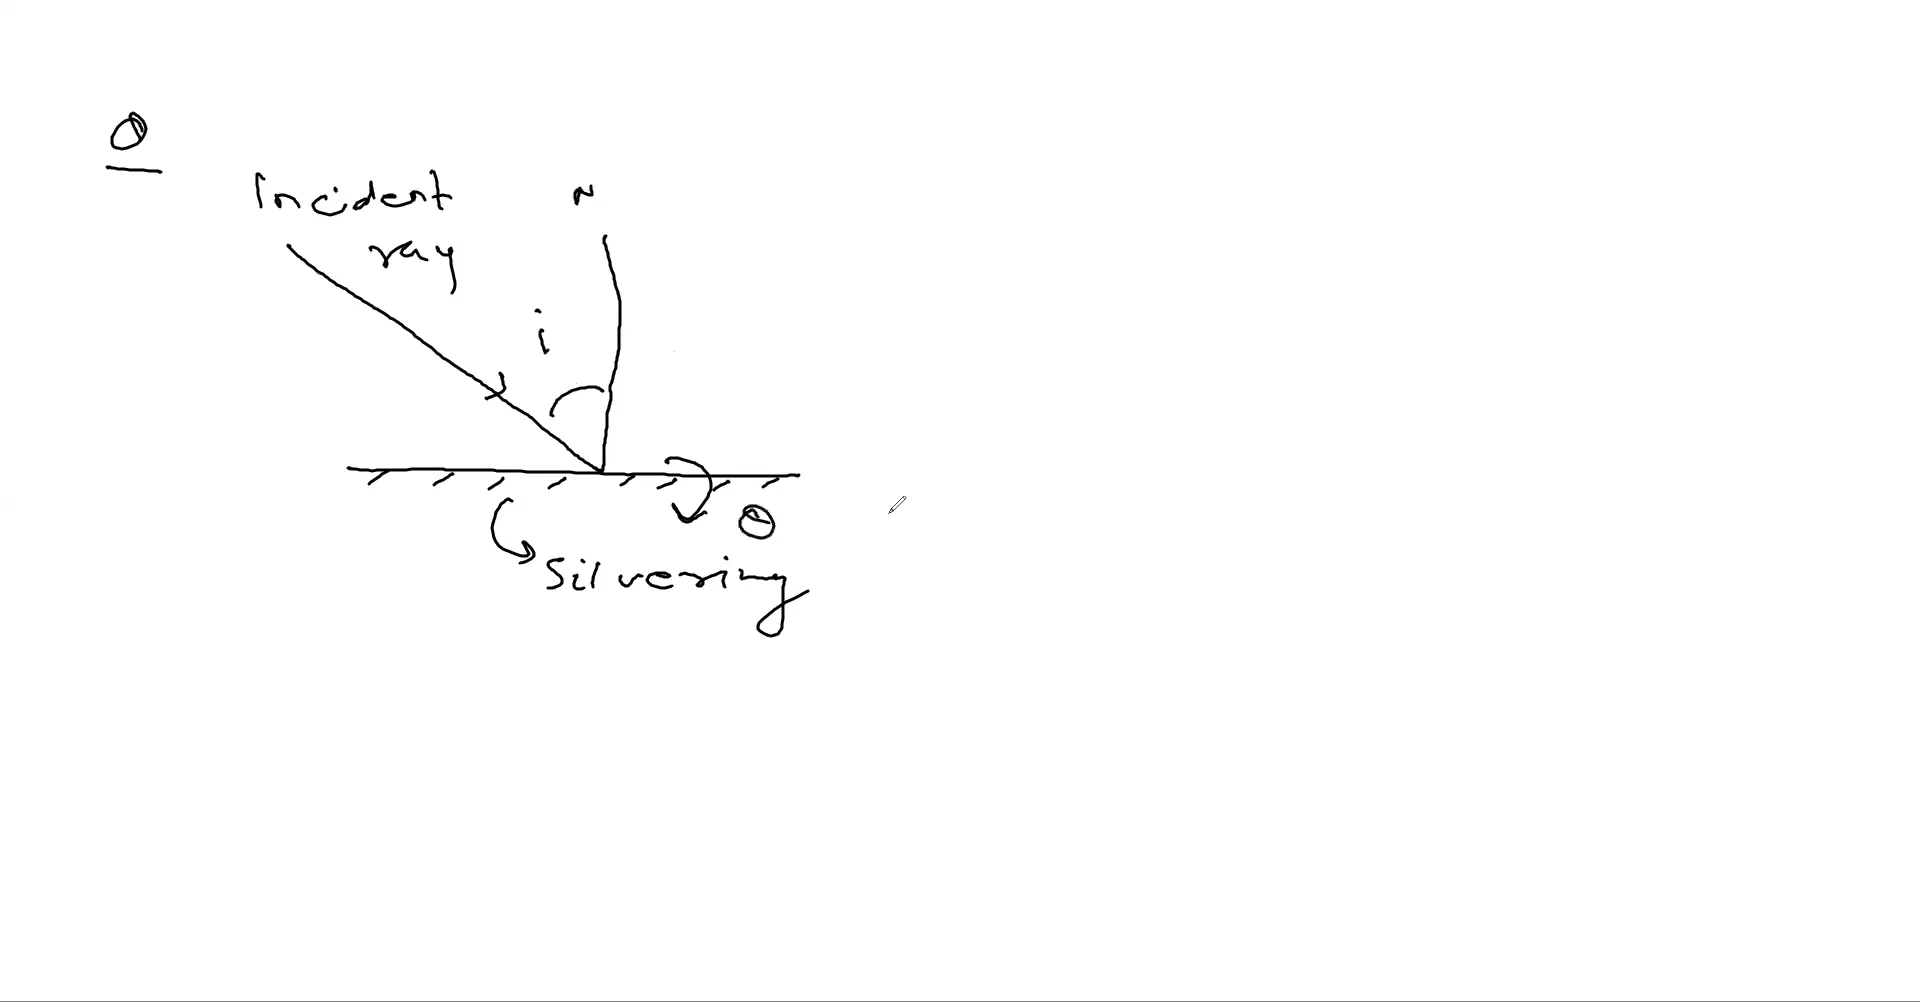 Q
Incident
ray
N
i
θ
Silvering